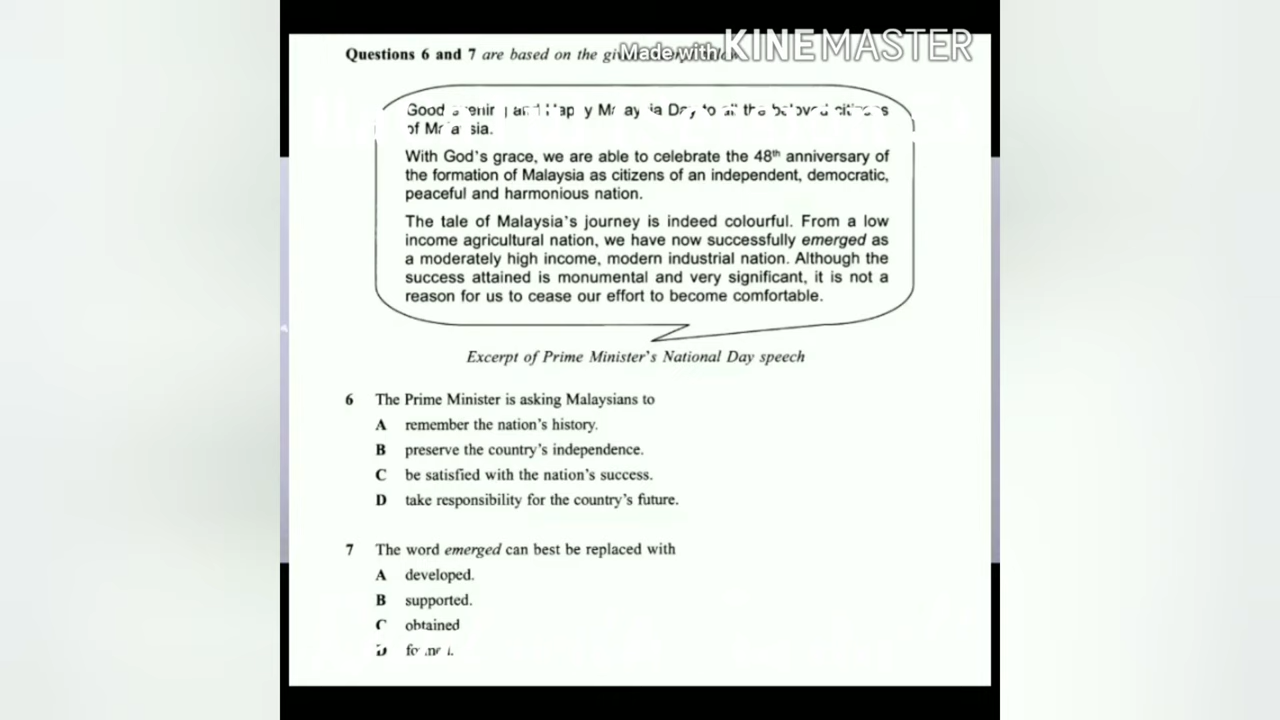 Made with KINEMASTER
Questions 6 and 7 are based on the
Good and to
of
With God's grace, we are able to celebrate the 48th anniversary of
the formation of Malaysia as citizens of an independent, democratic,
peaceful and harmonious nation.
The tale of Malaysia's journey is indeed colourful. From a low
income agricultural nation, we have now successfully emerged as
a moderately high income, modern industrial nation. Although the
success attained is monumental and very significant, it is not a
reason for us to cease our effort to become comfortable.
Excerpt of Prime Minister's National Day speech
6 The Prime Minister is asking Malaysians to
A remember the nation's history.
B preserve the country's independence.
C be satisfied with the nation's success.
D take responsibility for the country's future.
7 The word emerged can best be replaced with
A developed.
B supported.
C obtained
D